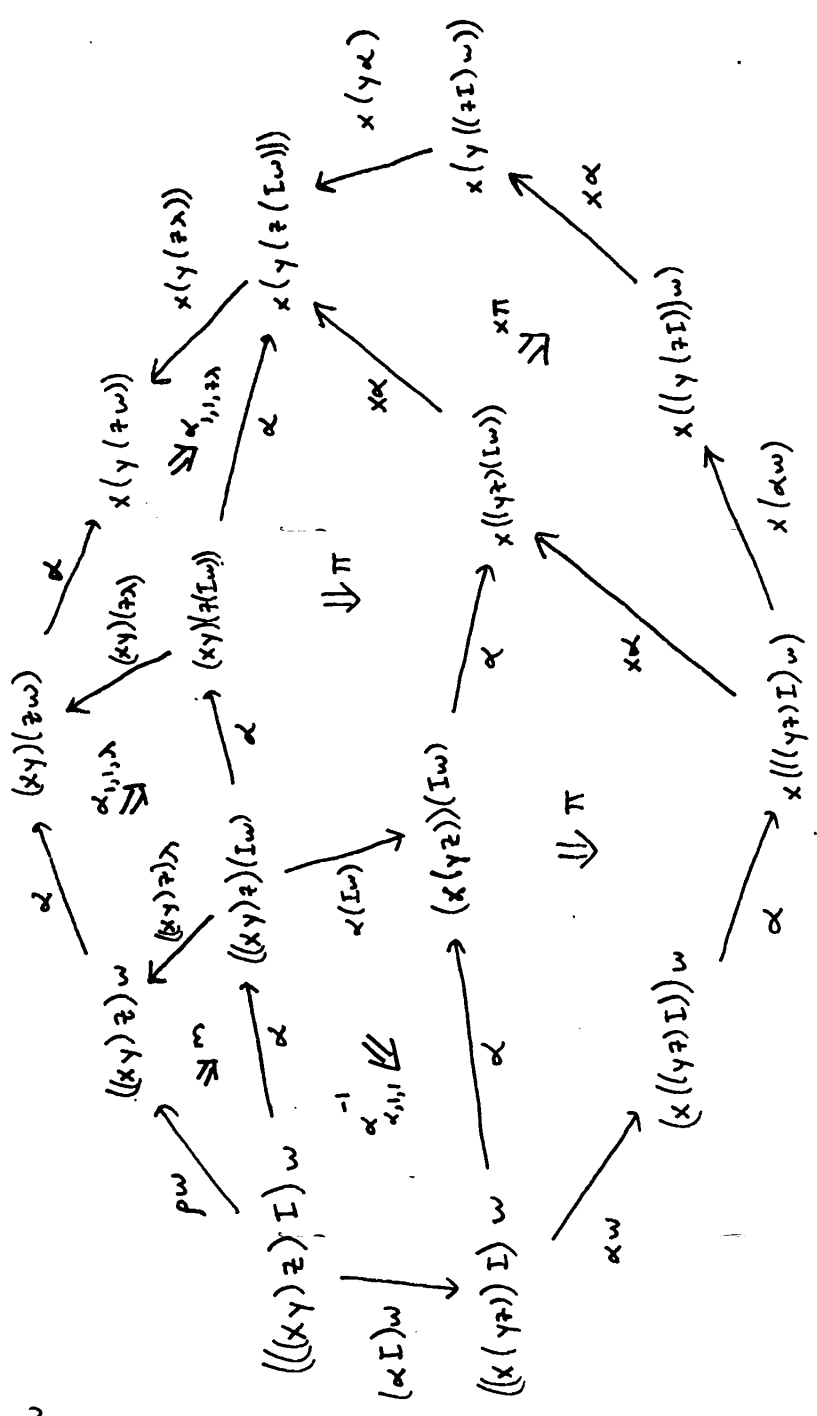 (xy)(zw)
α
α
α_{1,1,λ}
⇒
(xy)(zλ)
((xy)z)w
x(y(zw))
ρw
⇒ m
((xy)z)λ
⇒ α_{1,1,zλ}
x(y(zλ))
(xy)(z(Iw))
α
((xy)z)(Iw)
(((xy)z)I)w
α
α
x(y(z(Iw)))
⇓ π
α(Iw)
α^{-1}_{α,1,1}
x(yα)
xα
(αI)w
(x(yz))(Iw)
x(y((zI)w))
((x(yz))I)w
α
α
x((yz)(Iw))
⇓ xπ
⇓ π
xα
αw
xα
(x((yz)I))w
x((y(zI))w)
α
x(αw)
x(((yz)I)w)